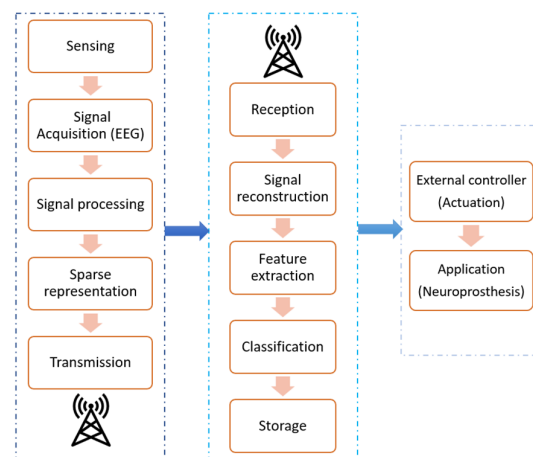 Sensing
Signal
Acquisition (EEG)
Signal processing
Sparse
representation
Transmission
Reception
Signal
reconstruction
Feature
extraction
Classification
Storage
External controller
(Actuation)
Application
(Neuroprosthesis)